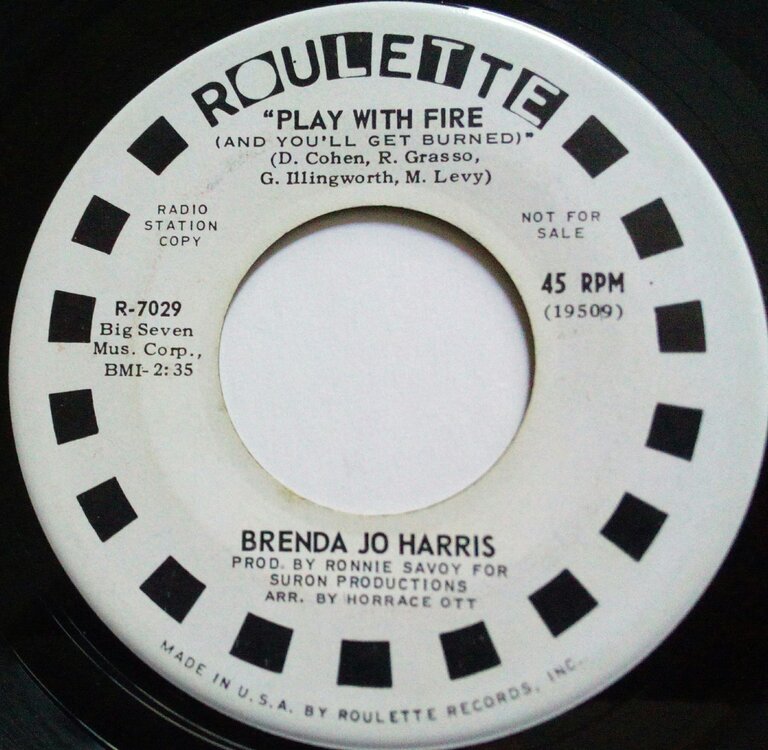 ROULETTE
"PLAY WITH FIRE
(AND YOU'LL GET BURNED)"
(D. Cohen, R. Grasso,
G. Illingworth, M. Levy)
RADIO
STATION
COPY
NOT FOR
SALE
R-7029
Big Seven
Mus. Corp.,
BMI- 2:35
45 RPM
(19509)
BRENDA JO HARRIS
PROD. BY RONNIE SAVOY FOR
SURON PRODUCTIONS
ARR. BY HORRACE OTT
MADE IN U.S.A. BY ROULETTE RECORDS, INC.